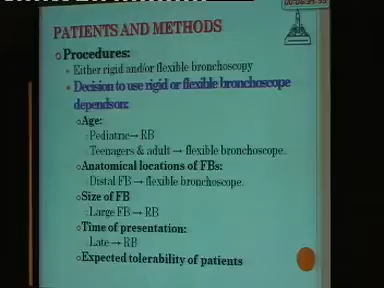 PATIENTS AND METHODS
Procedures:
Either rigid and/or flexible bronchoscopy
Decision to use rigid or flexible bronchoscope
dependson:
Age:
Pediatric→ RB
Teenagers & adult → flexible bronchoscope.
Anatomical locations of FBs:
Distal FB → flexible bronchoscope.
Size of FB
Large FB → RB
Time of presentation:
Late → RB
Expected tolerability of patients